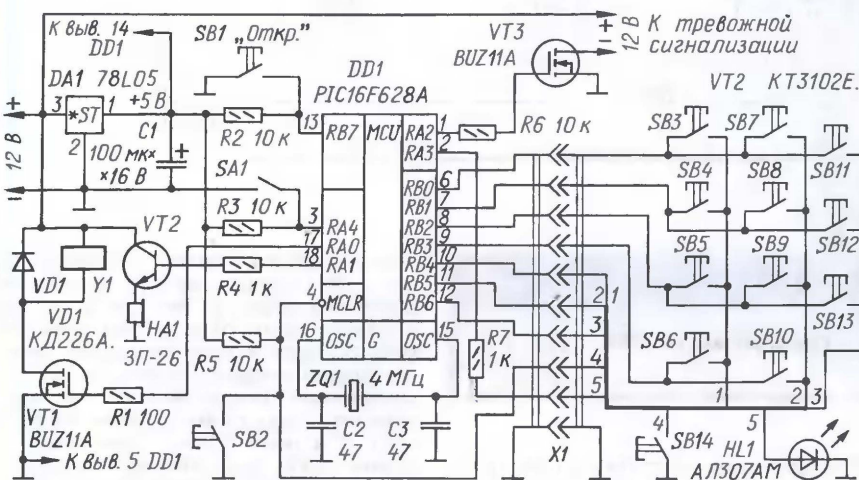 К выв. 14
DD1
DA1 78L05
3
*ST
1
+5 В
2
C1
100 мк×
×16 В
12 В
+
−
SB1 „Откр."
R2 10 к
SA1
R3 10 к
R4 1 к
R5 10 к
VT2
VD1
Y1
VD1
КД226А.
HA1
ЗП-26
VT1
BUZ11A
R1 100
К выв. 5 DD1
SB2
DD1
PIC16F628A
13
RB7
MCU
3
RA4
17
RA0
18
RA1
4
MCLR
16
OSC
G
OSC
15
RA2
1
RA3
2
RB0
6
RB1
7
RB2
8
RB3
9
RB4
10
RB5
11
RB6
12
ZQ1
4 МГц
C2
47
C3
47
R6 10 к
R7
1 к
VT3
BUZ11A
−
+
12 В
К тревожной
сигнализации
VT2 КТ3102Е.
SB3
SB7
SB11
SB4
SB8
SB12
SB5
SB9
SB13
SB6
SB10
1
2
3
4
5
X1
1
2
3
4
5
SB14
HL1
АЛ307АМ